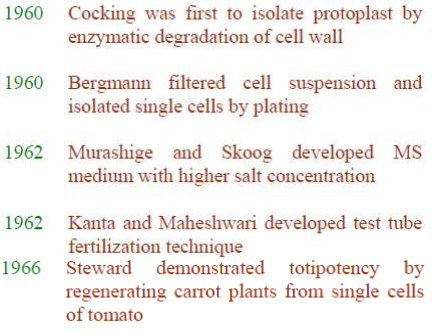 1960 Cocking was first to isolate protoplast by
enzymatic degradation of cell wall
1960 Bergmann filtered cell suspension and
isolated single cells by plating
1962 Murashige and Skoog developed MS
medium with higher salt concentration
1962 Kanta and Maheshwari developed test tube
fertilization technique
1966 Steward demonstrated totipotency by
regenerating carrot plants from single cells
of tomato